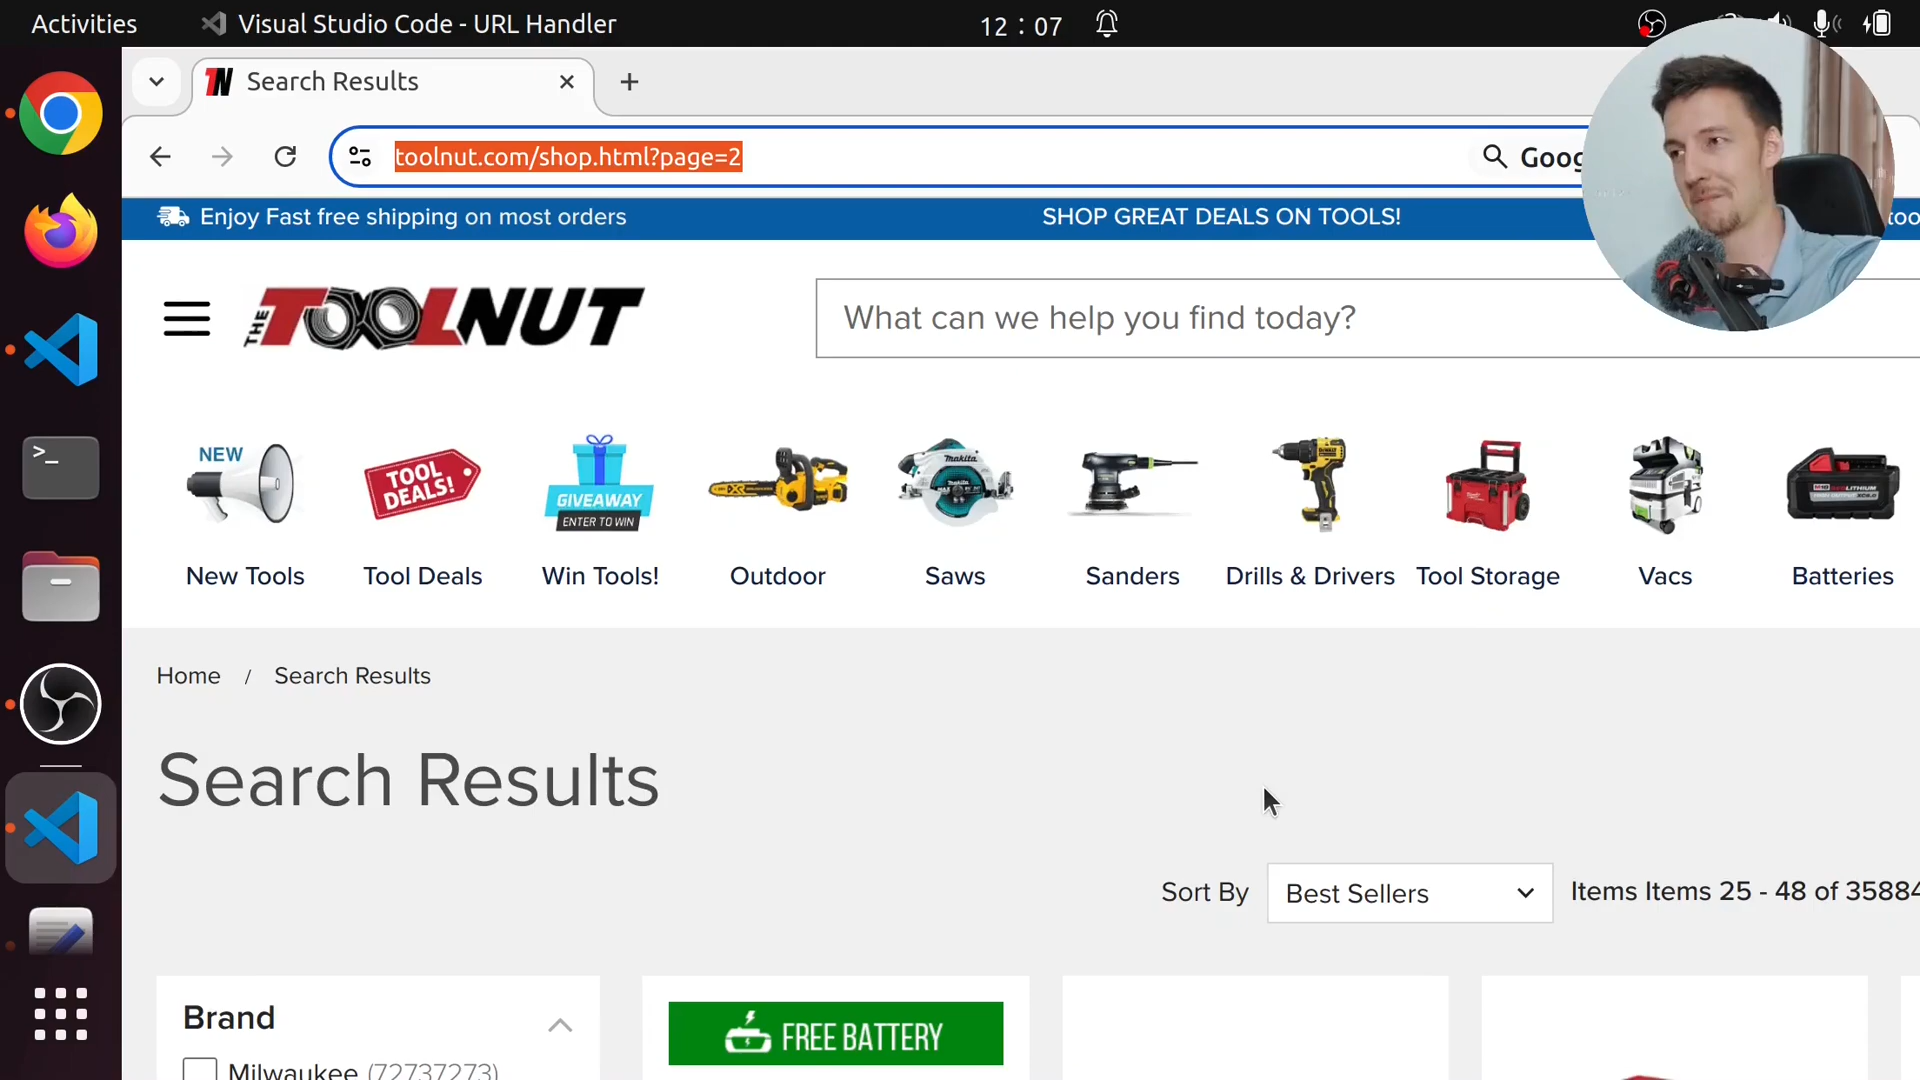 Activities
Visual Studio Code - URL Handler
12 : 07
Search Results
toolnut.com/shop.html?page=2
Enjoy Fast free shipping on most orders
SHOP GREAT DEALS ON TOOLS!
THE TOOLNUT
What can we help you find today?
NEW
TOOL
DEALS!
GIVEAWAY
ENTER TO WIN
New Tools
Tool Deals
Win Tools!
Outdoor
Saws
Sanders
Drills & Drivers
Tool Storage
Vacs
Batteries
Home / Search Results
Search Results
Sort By
Best Sellers
Items Items 25 - 48 of 35884
Brand
FREE BATTERY
Milwaukee (72737273)